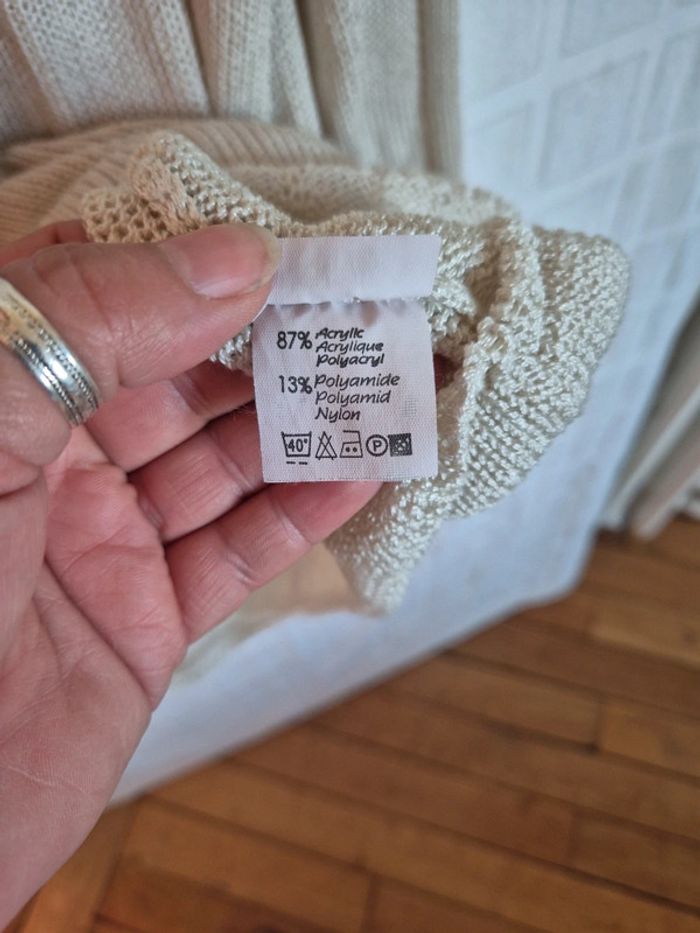 87% Acrylic
Acrylique
Polyacryl
13% Polyamide
Polyamid
Nylon
40° P